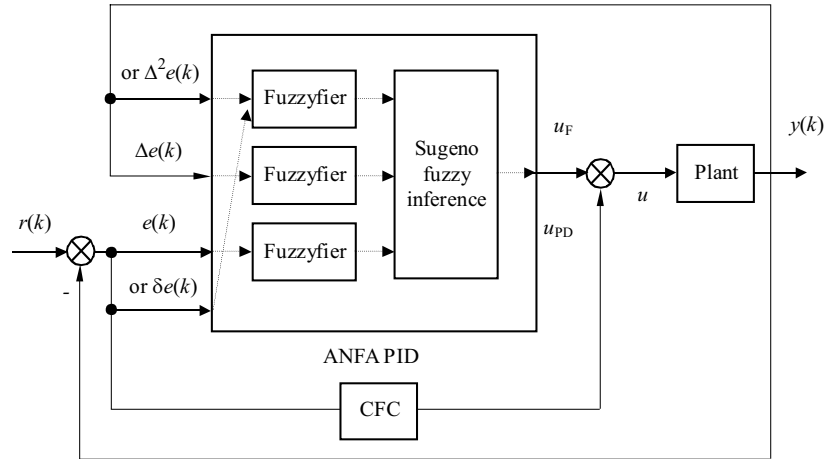 or Δ²e(k)
Fuzzyfier
u_F
y(k)
Δe(k)
Fuzzyfier
Sugeno
fuzzy
inference
Plant
u
r(k)
e(k)
Fuzzyfier
u_PD
-
or δe(k)
ANFA PID
CFC